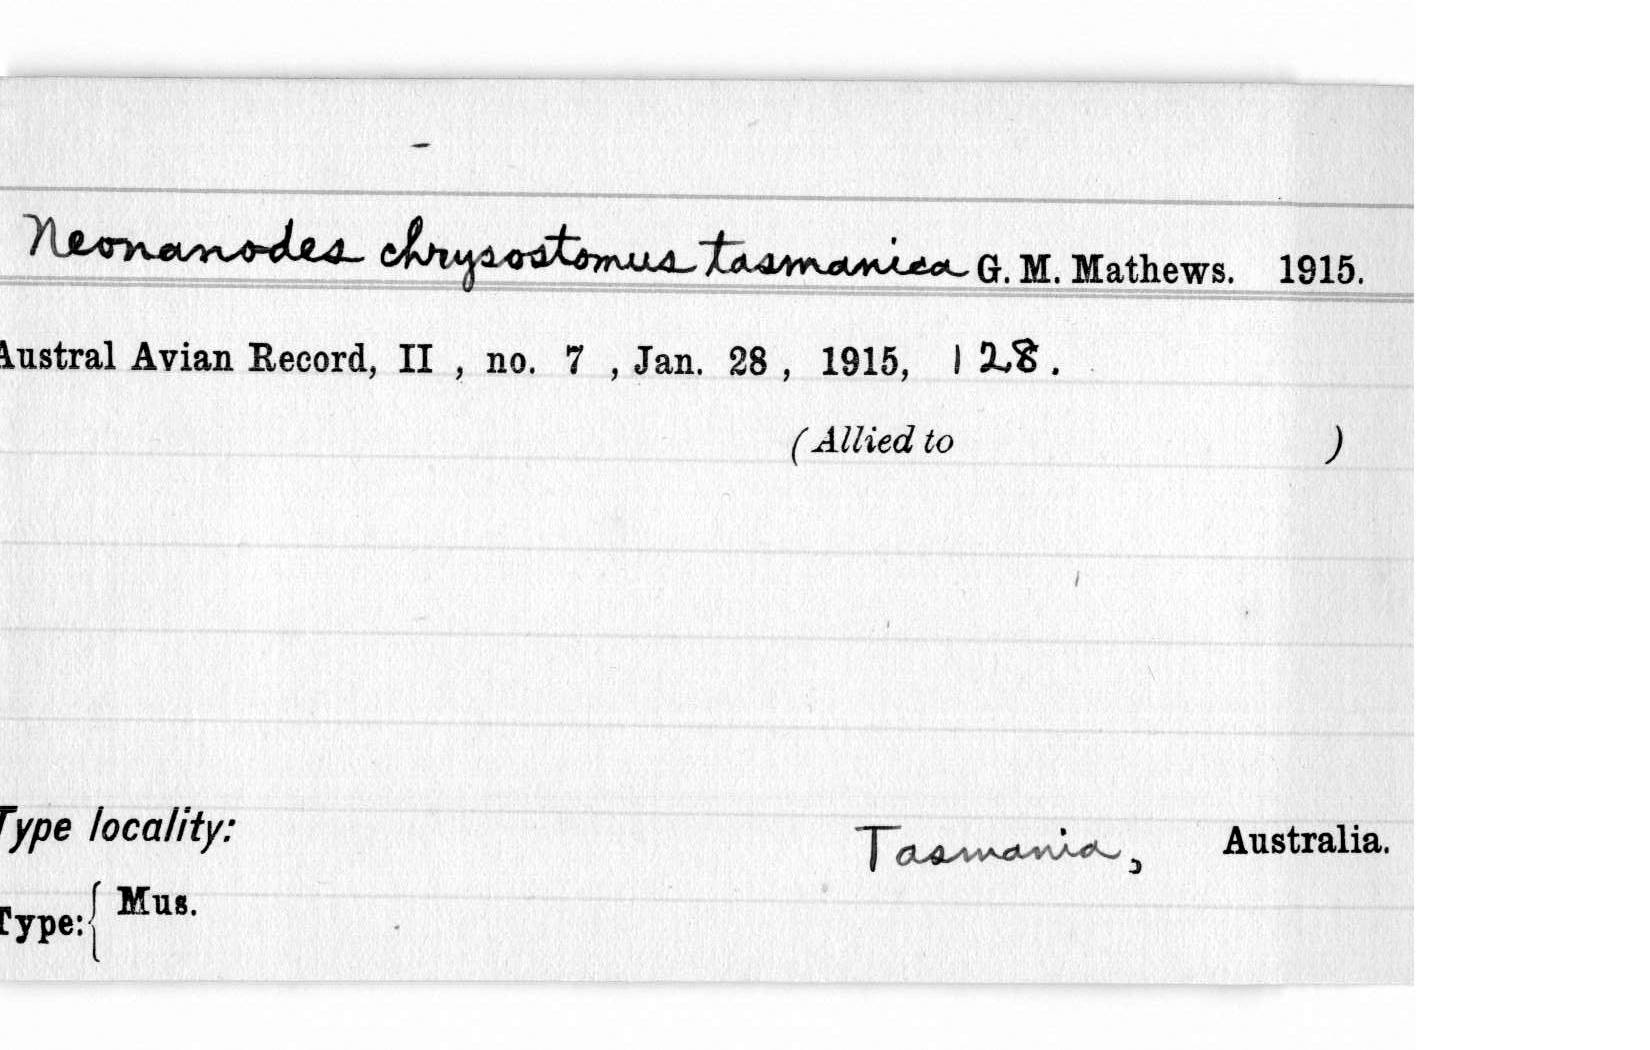 Neonanodes chrysostomus tasmanica G. M. Mathews. 1915.
Austral Avian Record, II , no. 7 , Jan. 28 , 1915, 128.
(Allied to )
Type locality:
Tasmania, Australia.
Type: { Mus.